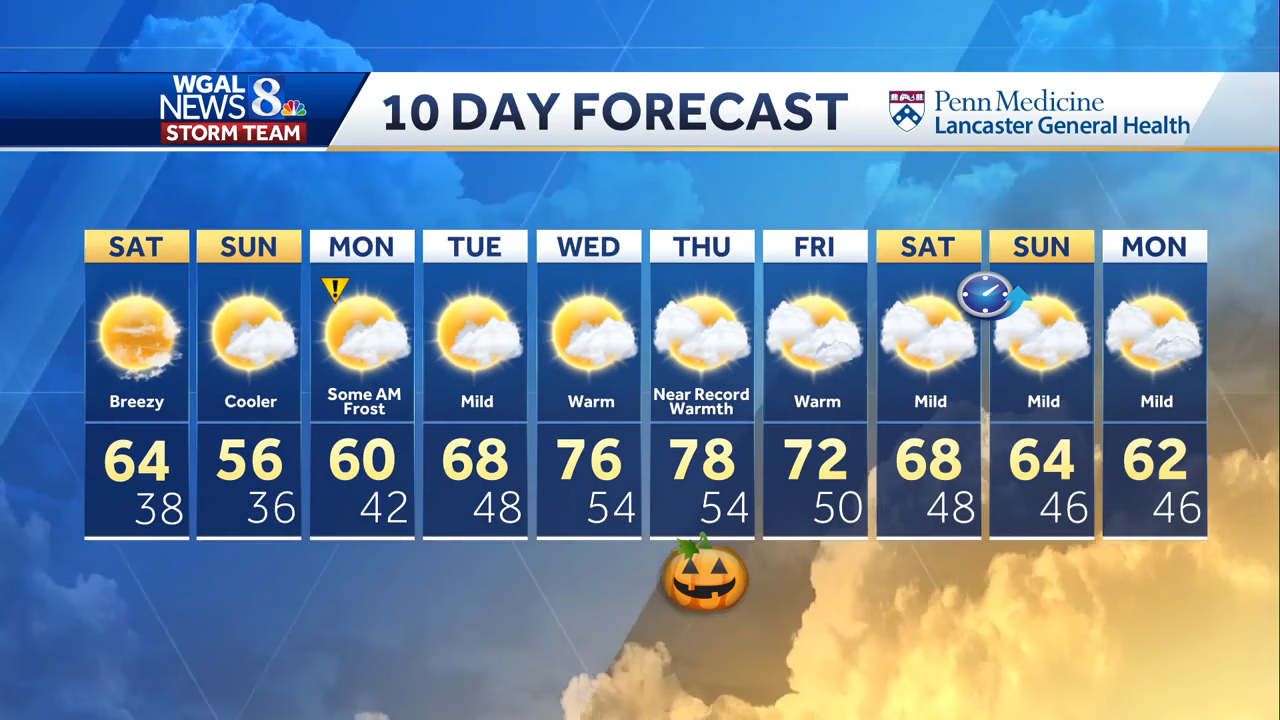 WGAL
NEWS 8
STORM TEAM
10 DAY FORECAST
Penn Medicine
Lancaster General Health
SAT SUN MON TUE WED THU FRI SAT SUN MON
!
Breezy Cooler Some AM Frost Mild Warm Near Record Warmth Warm Mild Mild Mild
64 56 60 68 76 78 72 68 64 62
38 36 42 48 54 54 50 48 46 46